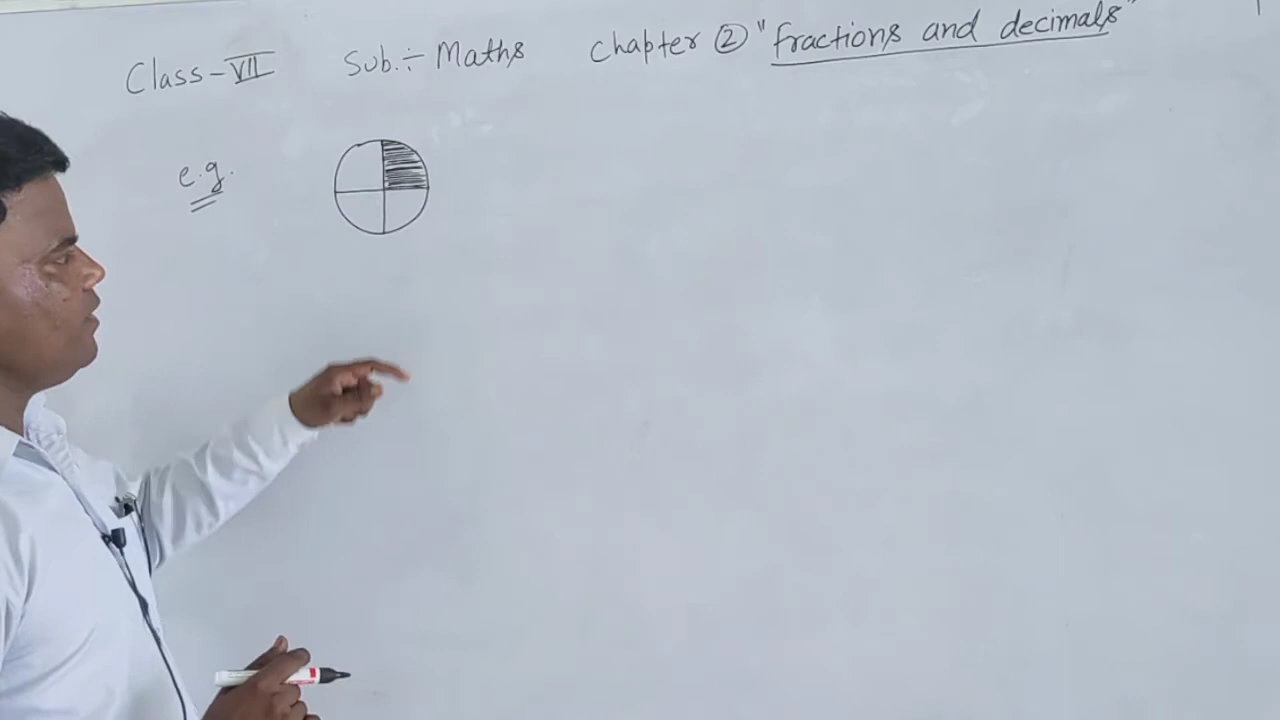 Class-VII Sub.÷ Maths Chapter ② "fractions and decimals"
e.g.